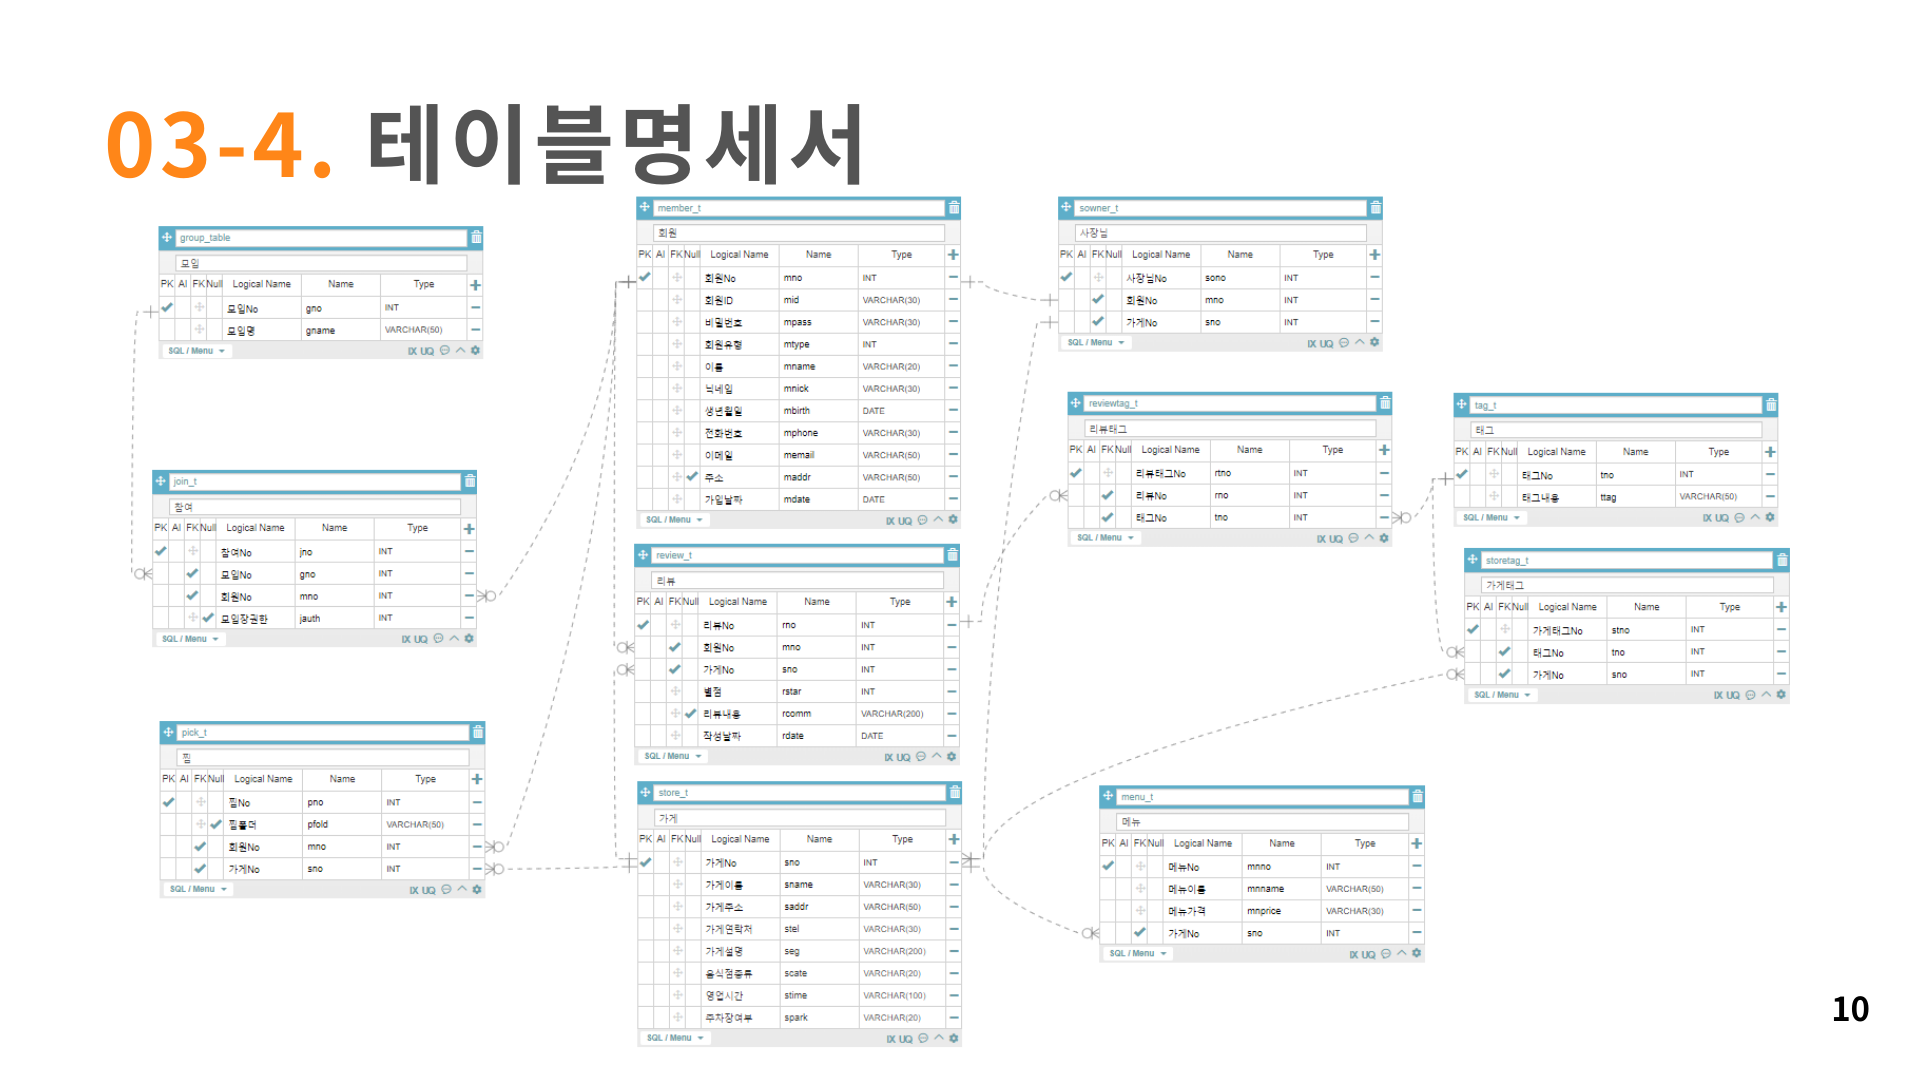 03-4. 테이블명세서
group_table
모임
PK AI FK Null Logical Name Name Type
모임No gno INT
모임명 gname VARCHAR(50)
SQL / Menu IX UQ
join_t
참여
PK AI FK Null Logical Name Name Type
참여No jno INT
모임No gno INT
회원No mno INT
모임장권한 jauth INT
SQL / Menu IX UQ
pick_t
찜
PK AI FK Null Logical Name Name Type
찜No pno INT
찜폴더 pfold VARCHAR(50)
회원No mno INT
가게No sno INT
SQL / Menu IX UQ
member_t
회원
PK AI FK Null Logical Name Name Type
회원No mno INT
회원ID mid VARCHAR(30)
비밀번호 mpass VARCHAR(30)
회원유형 mtype INT
이름 mname VARCHAR(20)
닉네임 mnick VARCHAR(30)
생년월일 mbirth DATE
전화번호 mphone VARCHAR(30)
이메일 memail VARCHAR(50)
주소 maddr VARCHAR(50)
가입날짜 mdate DATE
SQL / Menu IX UQ
review_t
리뷰
PK AI FK Null Logical Name Name Type
리뷰No rno INT
회원No mno INT
가게No sno INT
별점 rstar INT
리뷰내용 rcomm VARCHAR(200)
작성날짜 rdate DATE
SQL / Menu IX UQ
store_t
가게
PK AI FK Null Logical Name Name Type
가게No sno INT
가게이름 sname VARCHAR(30)
가게주소 saddr VARCHAR(50)
가게연락처 stel VARCHAR(30)
가게설명 seg VARCHAR(200)
음식점종류 scate VARCHAR(20)
영업시간 stime VARCHAR(100)
주차장여부 spark VARCHAR(20)
SQL / Menu IX UQ
sowner_t
사장님
PK AI FK Null Logical Name Name Type
사장님No sono INT
회원No mno INT
가게No sno INT
SQL / Menu IX UQ
reviewtag_t
리뷰태그
PK AI FK Null Logical Name Name Type
리뷰태그No rtno INT
리뷰No rno INT
태그No tno INT
SQL / Menu IX UQ
tag_t
태그
PK AI FK Null Logical Name Name Type
태그No tno INT
태그내용 ttag VARCHAR(50)
SQL / Menu IX UQ
storetag_t
가게태그
PK AI FK Null Logical Name Name Type
가게태그No stno INT
태그No tno INT
가게No sno INT
SQL / Menu IX UQ
menu_t
메뉴
PK AI FK Null Logical Name Name Type
메뉴No mnno INT
메뉴이름 mnname VARCHAR(50)
메뉴가격 mnprice VARCHAR(30)
가게No sno INT
SQL / Menu IX UQ
10